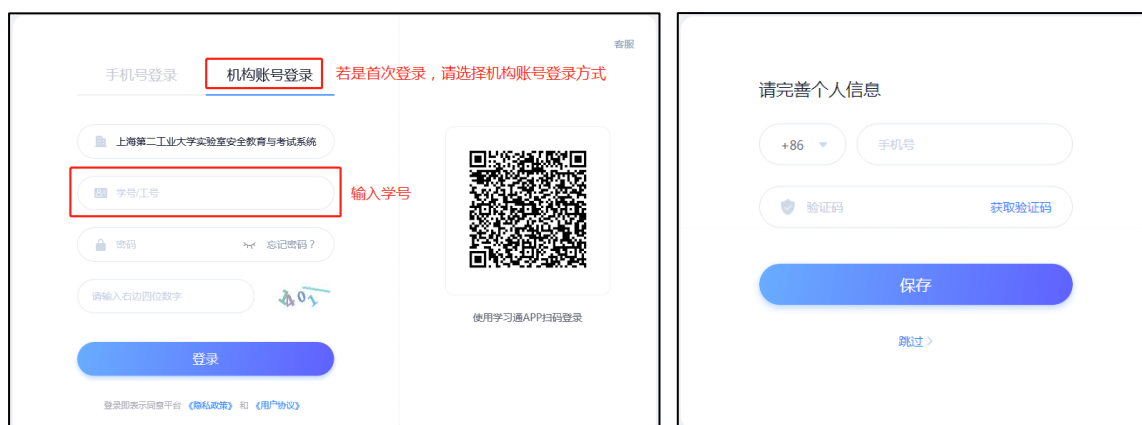 客服
手机号登录
机构账号登录
若是首次登录，请选择机构账号登录方式
上海第二工业大学实验室安全教育与考试系统
学号/工号
输入学号
密码
忘记密码？
请输入右边四位数字
使用学习通APP扫码登录
登录
登录即表示同意平台 《隐私政策》 和 《用户协议》
请完善个人信息
+86
手机号
验证码
获取验证码
保存
跳过